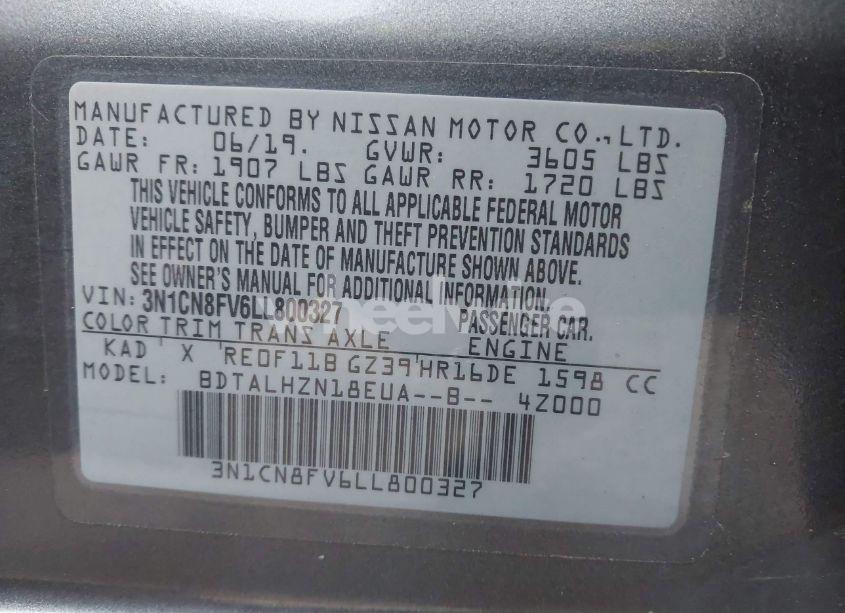 MANUFACTURED BY NISSAN MOTOR CO., LTD.
DATE: 06/19. GVWR: 3605 LBS
GAWR FR: 1907 LBS GAWR RR: 1720 LBS
THIS VEHICLE CONFORMS TO ALL APPLICABLE FEDERAL MOTOR
VEHICLE SAFETY, BUMPER AND THEFT PREVENTION STANDARDS
IN EFFECT ON THE DATE OF MANUFACTURE SHOWN ABOVE.
SEE OWNER'S MANUAL FOR ADDITIONAL INFORMATION.
VIN: 3N1CN8FV6LL800327 PASSENGER CAR.
COLOR TRIM TRANS AXLE ENGINE
KAD X RE0F11B GZ39 HR16DE 1598 CC
MODEL: BDTALHZN18EUA--B-- 4Z000
3N1CN8FV6LL800327